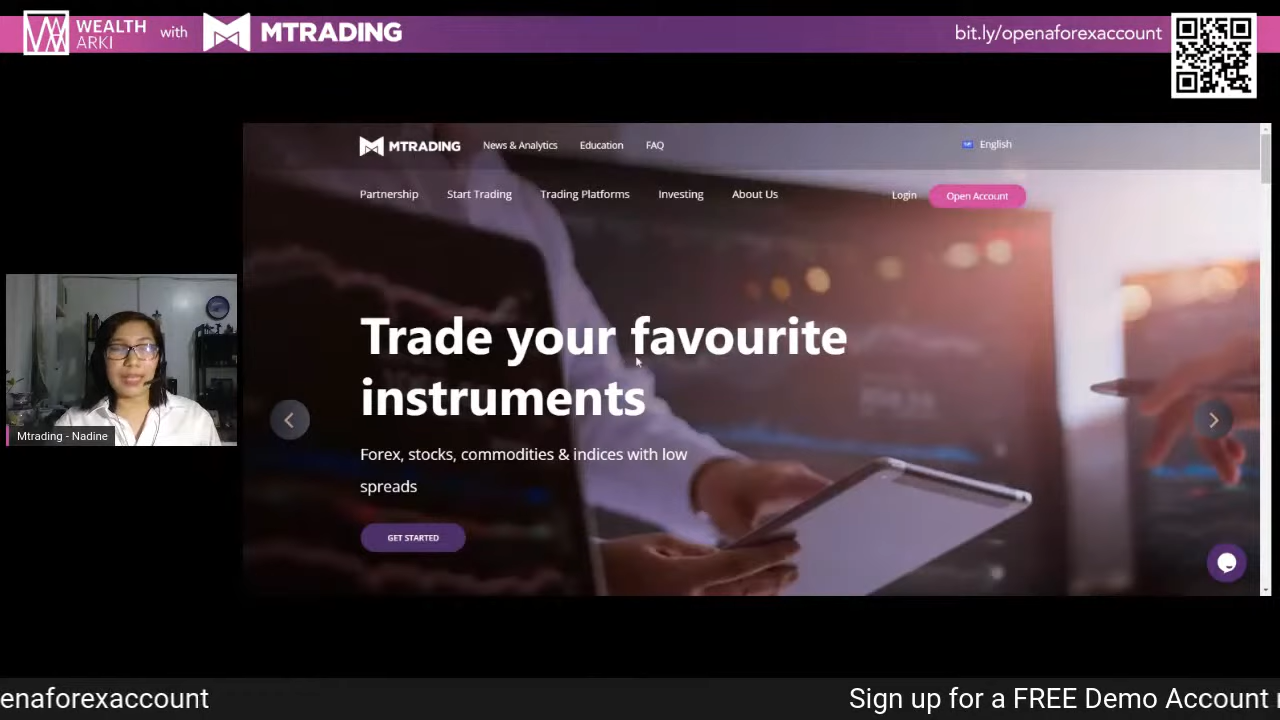 WEALTH
ARKI
with
MTRADING
bit.ly/openaforexaccount
MTRADING
News & Analytics
Education
FAQ
English
Partnership
Start Trading
Trading Platforms
Investing
About Us
Login
Open Account
Trade your favourite
instruments
Forex, stocks, commodities & indices with low
spreads
GET STARTED
Mtrading - Nadine
enaforexaccount
Sign up for a FREE Demo Account